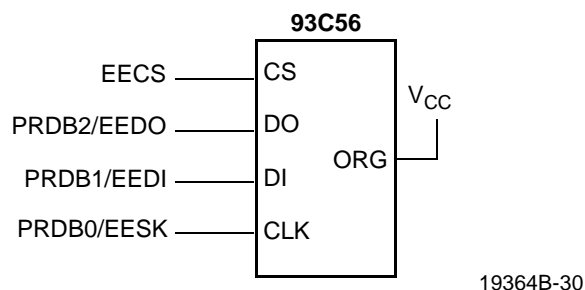 93C56
EECS
CS
VCC
PRDB2/EEDO
DO
ORG
PRDB1/EEDI
DI
PRDB0/EESK
CLK
19364B-30